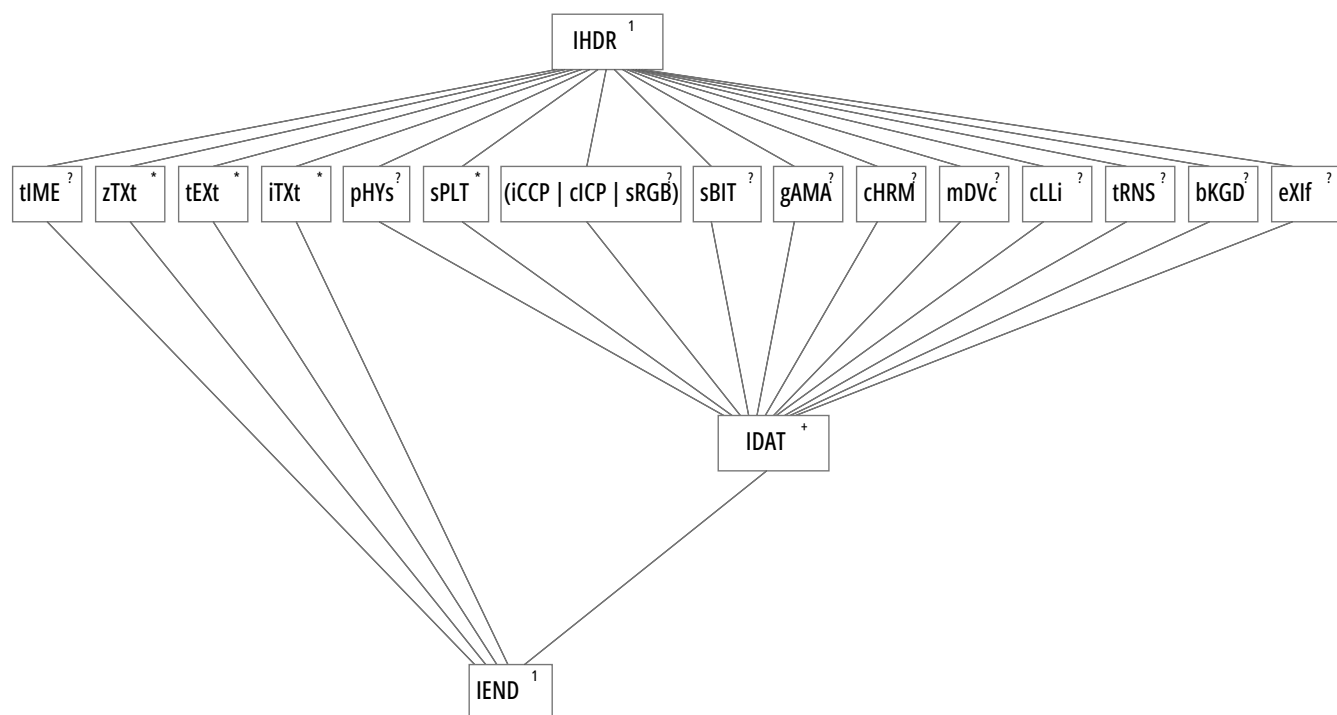 IHDR 1
tIME ? zTXt * tEXt * iTXt * pHYs ? sPLT * (iCCP | cICP | sRGB) ? sBIT ? gAMA ? cHRM ? mDVc ? cLLi ? tRNS ? bKGD ? eXIf ?
IDAT +
IEND 1